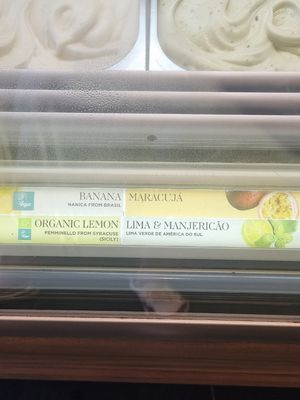 BANANA
NANICA FROM BRASIL
MARACUJÁ
ORGANIC LEMON
FEMMINELLO FROM SYRACUSE
(SICILY)
LIMA & MANJERICÃO
LIMA VERDE DE AMÉRICA DO SUL